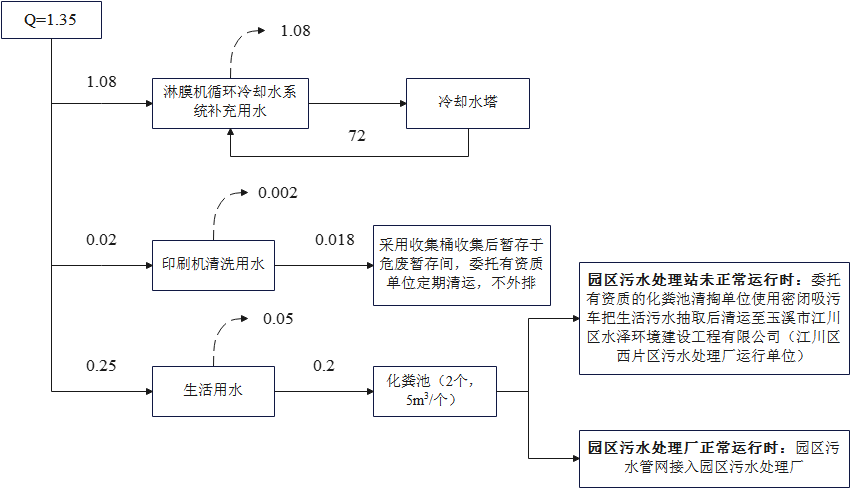 Q=1.35
1.08
1.08
淋膜机循环冷却水系
统补充用水
冷却水塔
72
0.002
0.02
印刷机清洗用水
0.018
采用收集桶收集后暂存于
危废暂存间，委托有资质
单位定期清运，不外排
0.05
0.25
生活用水
0.2
化粪池（2个，
5m³/个）
园区污水处理站未正常运行时：委托
有资质的化粪池清掏单位使用密闭吸污
车把生活污水抽取后清运至玉溪市江川
区水泽环境建设工程有限公司（江川区
西片区污水处理厂运行单位）
园区污水处理厂正常运行时：园区污
水管网接入园区污水处理厂